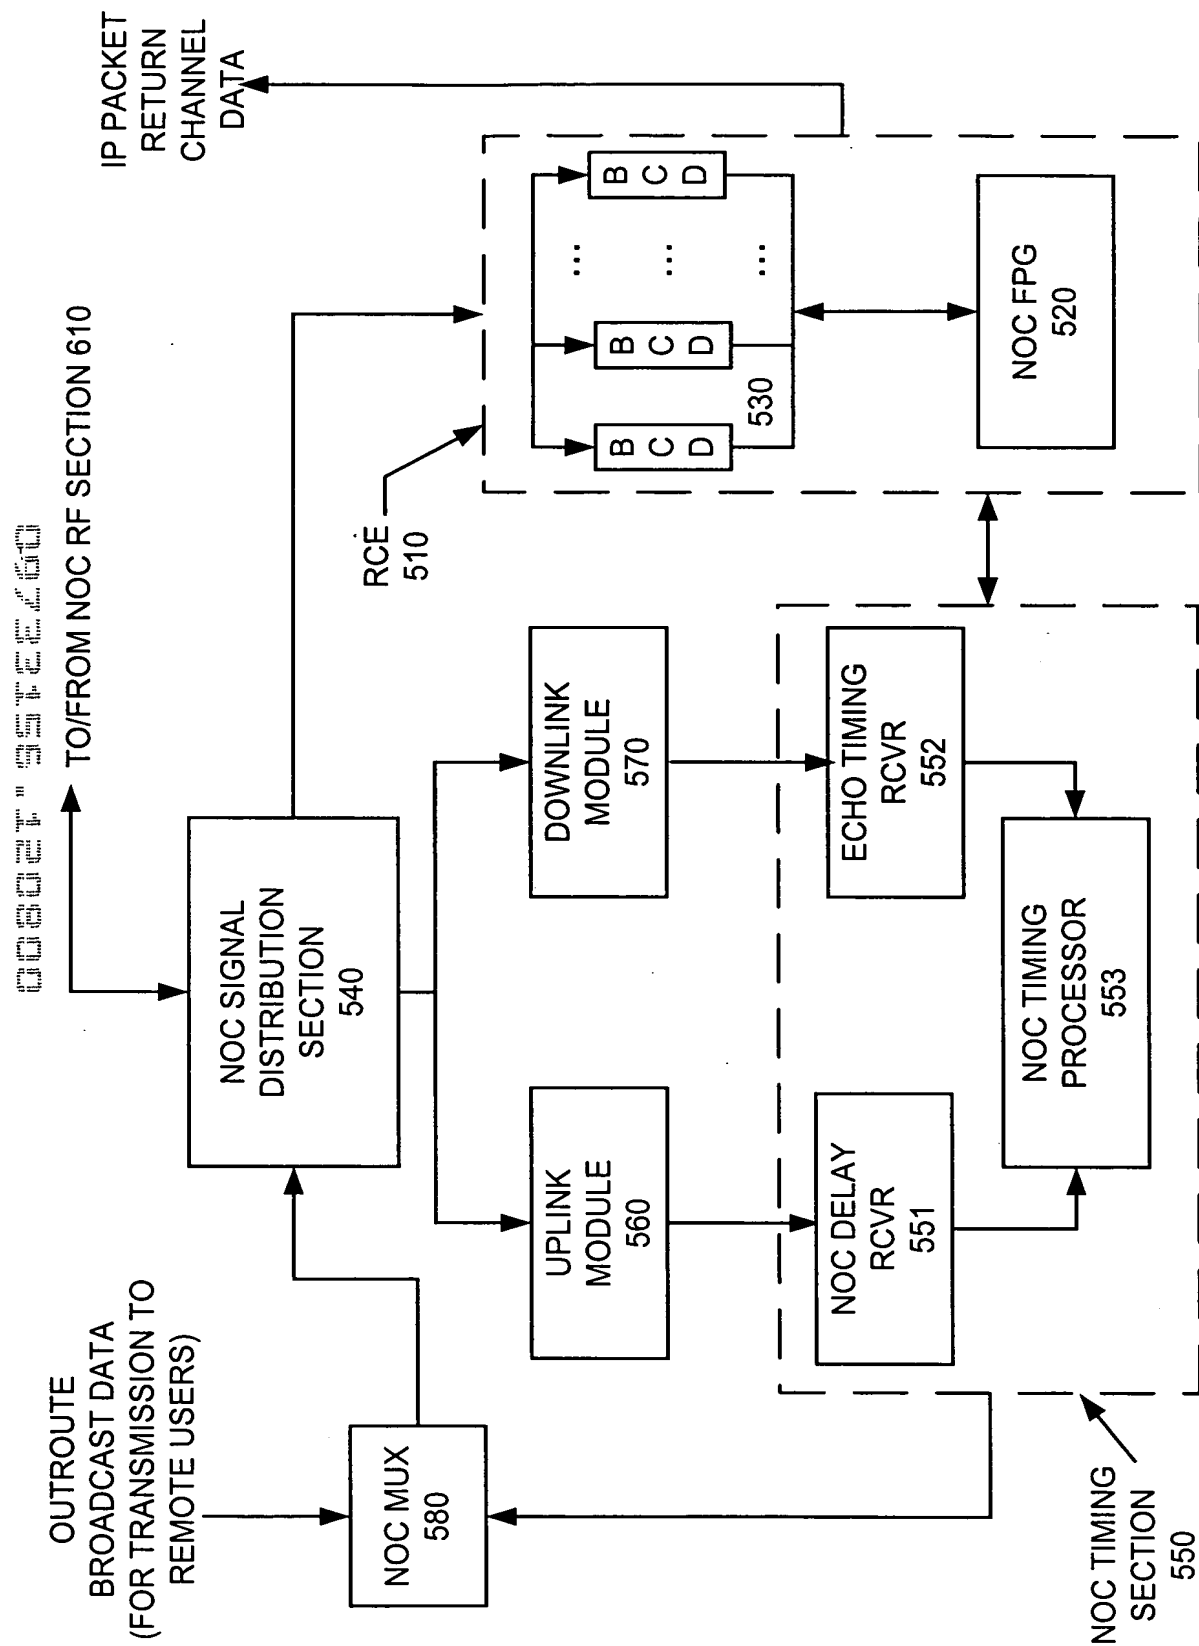 TO/FROM NOC RF SECTION 610
OUTROUTE
BROADCAST DATA
(FOR TRANSMISSION TO
REMOTE USERS)
IP PACKET
RETURN
CHANNEL
DATA
NOC SIGNAL
DISTRIBUTION
SECTION
540
NOC MUX
580
RCE
510
UPLINK
MODULE
560
DOWNLINK
MODULE
570
B
C
D
B
C
D
...
...
...
B
C
D
530
NOC DELAY
RCVR
551
ECHO TIMING
RCVR
552
NOC TIMING
PROCESSOR
553
NOC FPG
520
NOC TIMING
SECTION
550